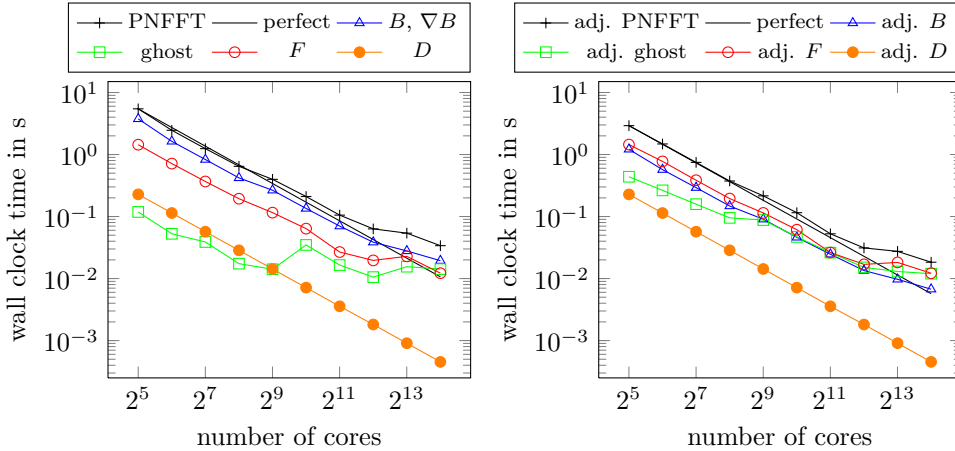 PNFFT perfect B, ∇B
ghost F D
10^1
10^0
10^−1
10^−2
10^−3
wall clock time in s
2^5 2^7 2^9 2^11 2^13
number of cores
adj. PNFFT perfect adj. B
adj. ghost adj. F adj. D
10^1
10^0
10^−1
10^−2
10^−3
wall clock time in s
2^5 2^7 2^9 2^11 2^13
number of cores